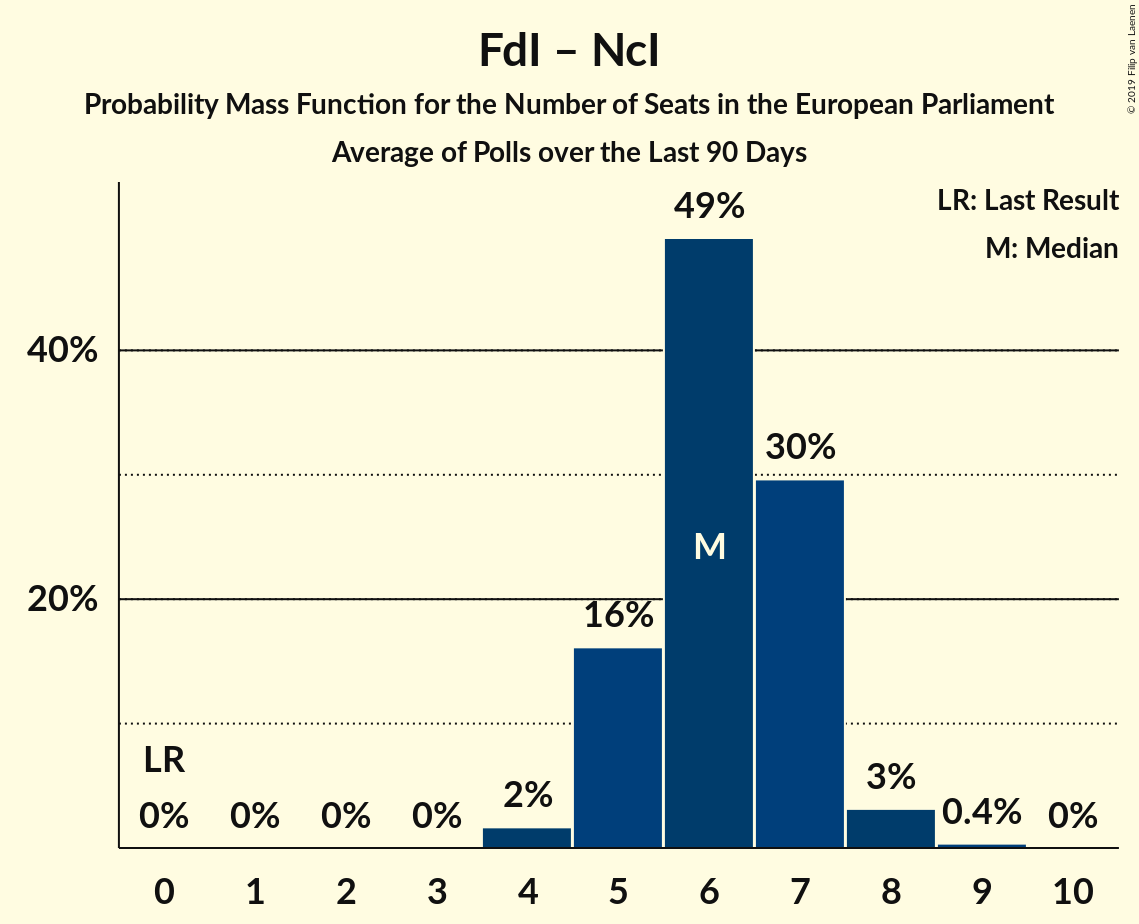 FdI – NcI
Probability Mass Function for the Number of Seats in the European Parliament
Average of Polls over the Last 90 Days
© 2019 Filip van Laenen
LR: Last Result
M: Median
49%
40%
30%
M
20%
16%
LR
3%
2%
0.4%
0% 0% 0% 0% 0%
0 1 2 3 4 5 6 7 8 9 10